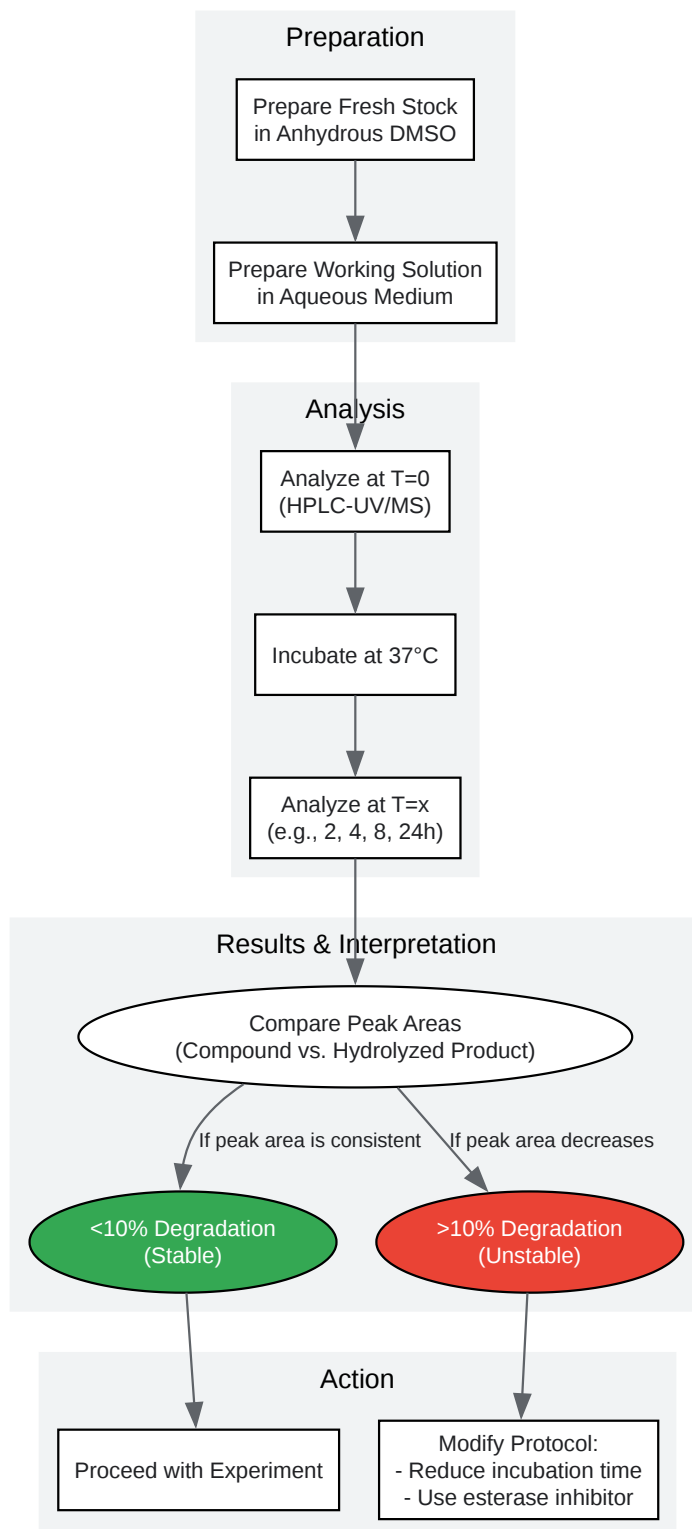 Preparation
Prepare Fresh Stock
in Anhydrous DMSO
Prepare Working Solution
in Aqueous Medium
Analysis
Analyze at T=0
(HPLC-UV/MS)
Incubate at 37°C
Analyze at T=x
(e.g., 2, 4, 8, 24h)
Results & Interpretation
Compare Peak Areas
(Compound vs. Hydrolyzed Product)
If peak area is consistent
If peak area decreases
<10% Degradation
(Stable)
>10% Degradation
(Unstable)
Action
Proceed with Experiment
Modify Protocol:
- Reduce incubation time
- Use esterase inhibitor